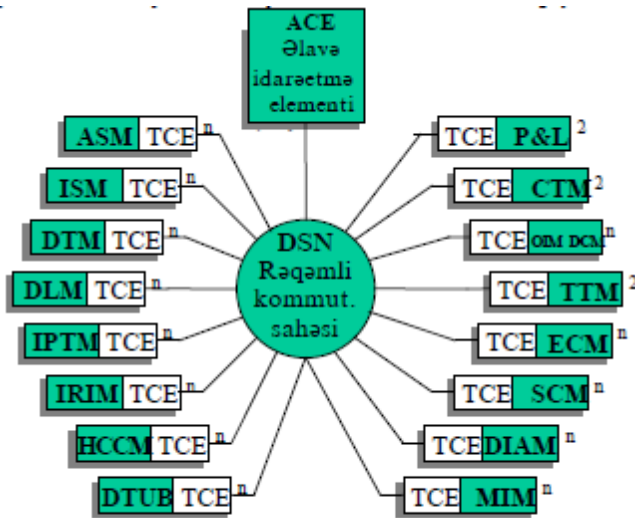 ACE
Əlavə
idarəetmə
elementi
ASM TCE n
TCE P&L 2
ISM TCE n
TCE CTM 2
DTM TCE n
TCE OIM DCM n
DSN
Rəqəmli
kommut.
sahəsi
DLM TCE n
TCE TTM 2
IPTM TCE n
TCE ECM n
IRIM TCE n
TCE SCM n
HCCM TCE n
TCE DIAM n
DTUB TCE n
TCE MIM n